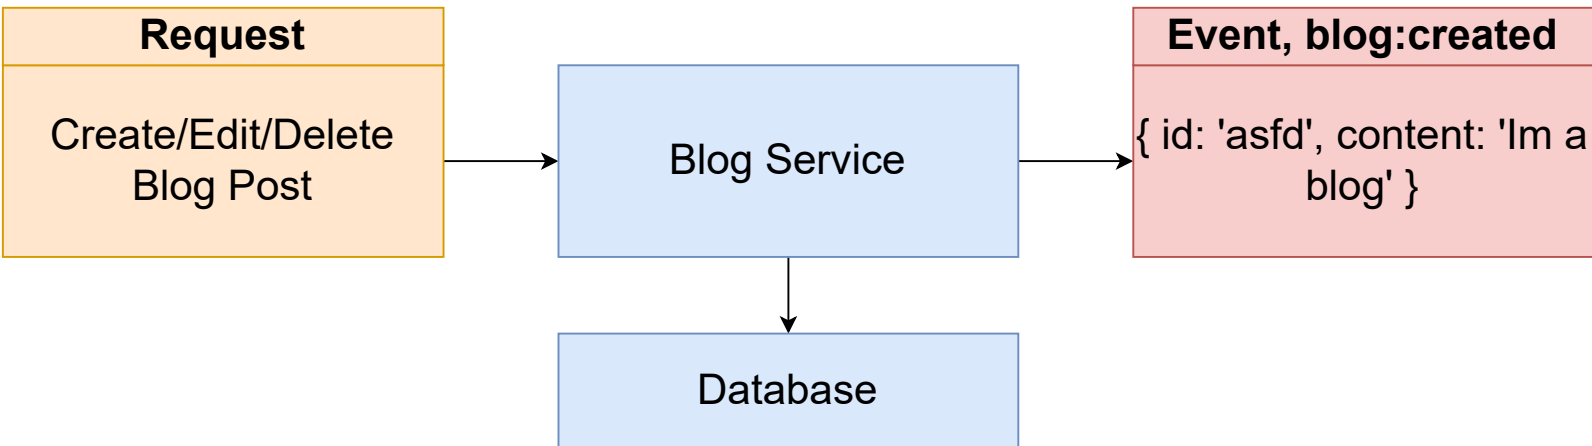 Request
Create/Edit/Delete
Blog Post
Blog Service
Event, blog:created
{ id: 'asfd', content: 'Im a
blog' }
Database